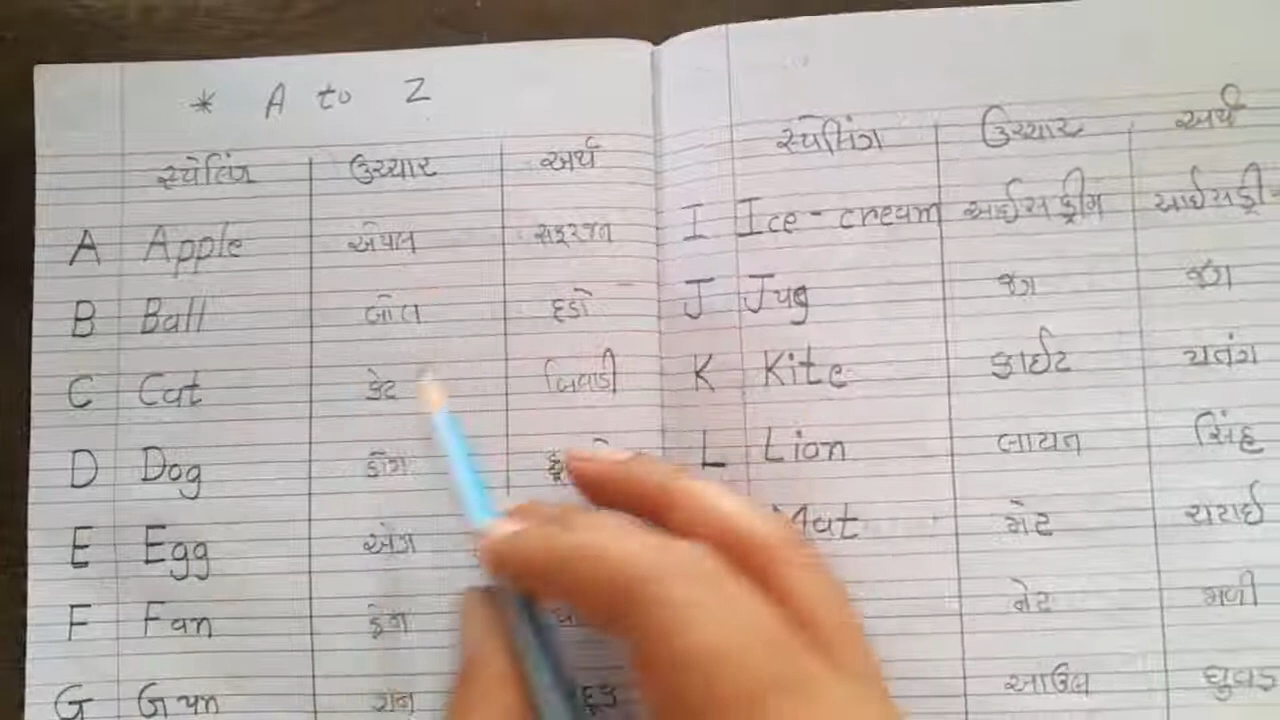 * A to Z
સ્પેલિંગ ઉચ્ચાર અર્થ
A Apple એપલ સફરજન
B Ball બોલ દડો
C Cat કેટ બિલાડી
D Dog ડોગ
E Egg એગ
F Fan ફેન
G Gun ગન
સ્પેલિંગ ઉચ્ચાર અર્થ
I Ice-cream આઈસક્રીમ આઈસક્રી
J Jug જગ જગ
K Kite કાઈટ પતંગ
L Lion લાયન સિંહ
Mat મેટ ચટાઈ
નેટ
આઉલ ઘુવડ